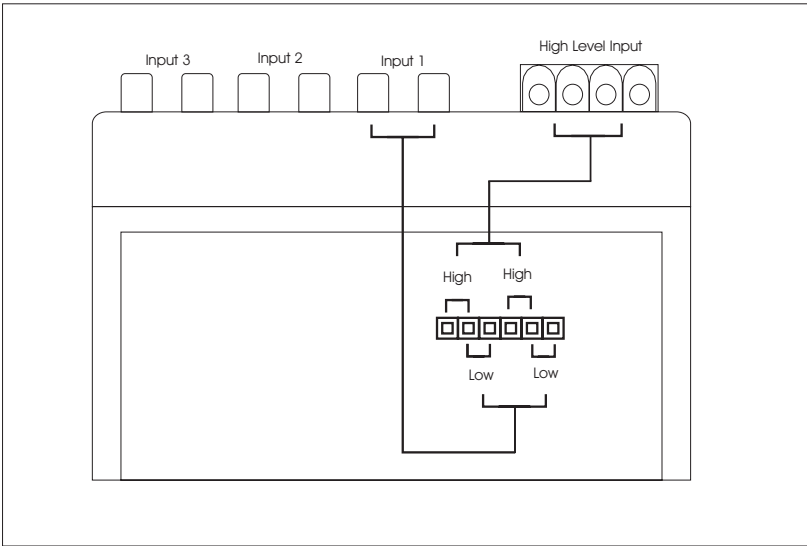 Input 3
Input 2
Input 1
High Level Input
High
High
Low
Low